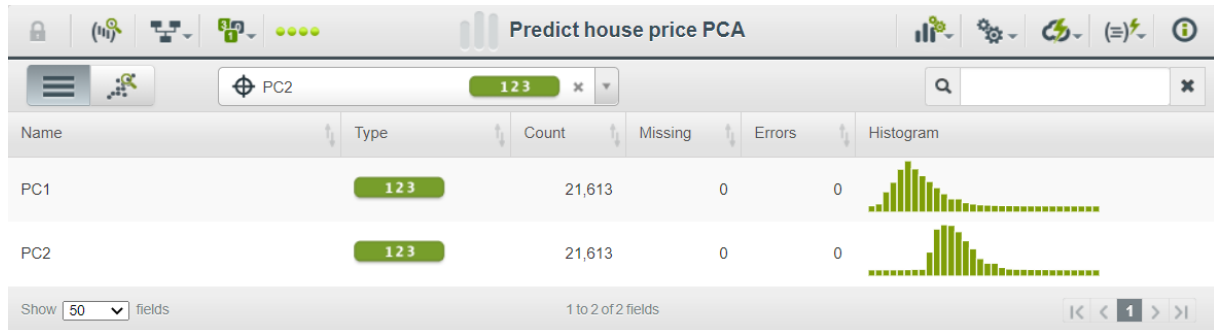 Predict house price PCA
PC2 123
Name Type Count Missing Errors Histogram
PC1 123 21,613 0 0
PC2 123 21,613 0 0
Show 50 fields 1 to 2 of 2 fields 1